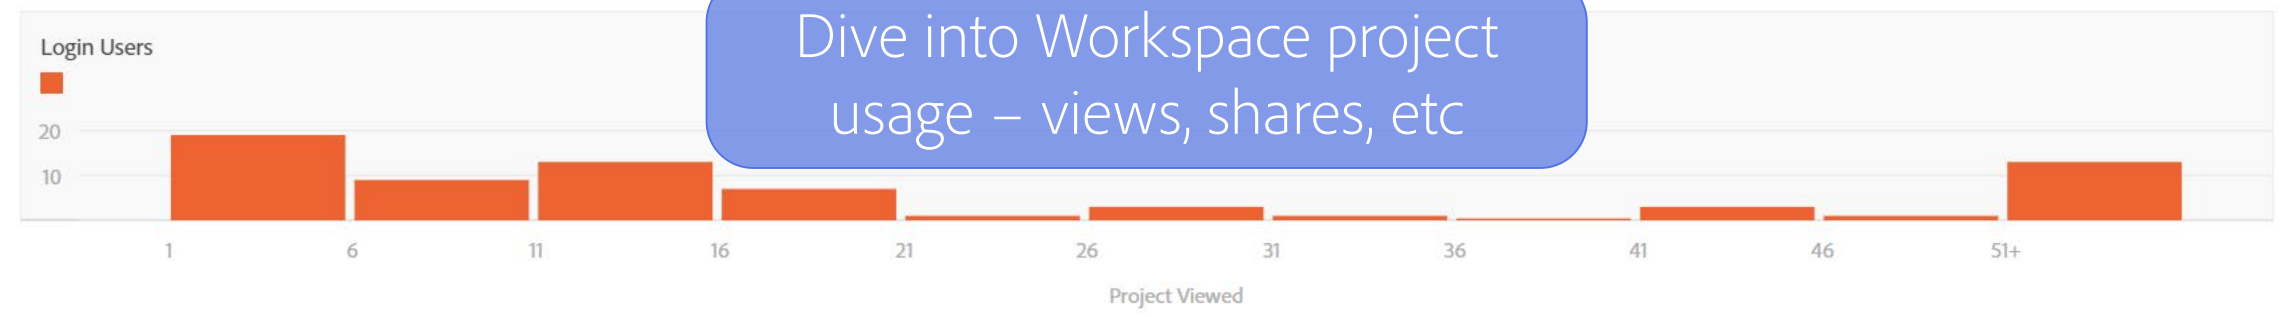 Dive into Workspace project
usage – views, shares, etc
Login Users
20
10
1 6 11 16 21 26 31 36 41 46 51+
Project Viewed